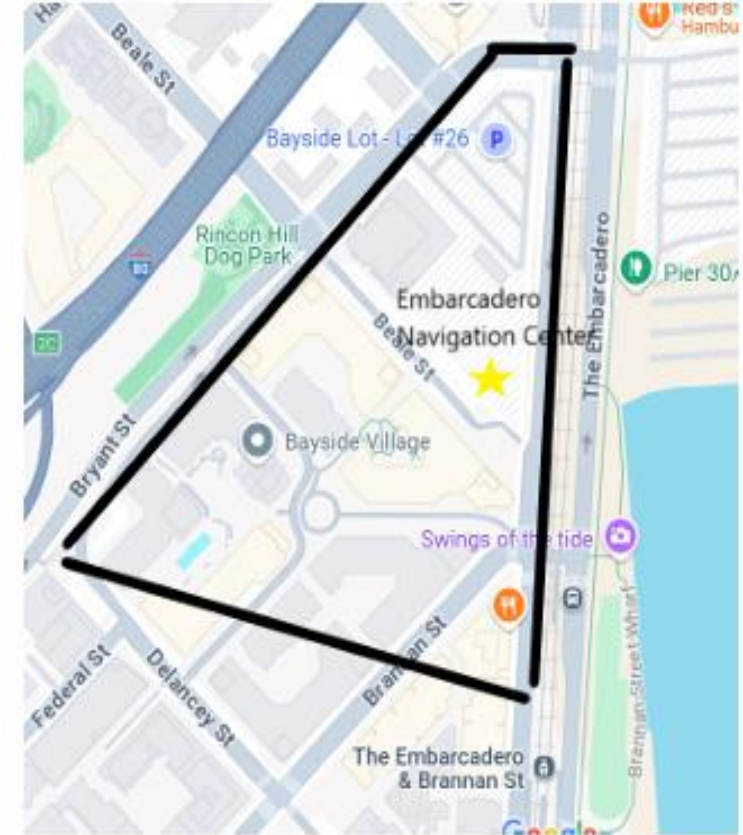 Ha
Red's
Hambu
Beale St
Bayside Lot - Lot #26
P
Rincon Hill
Dog Park
The Embarcadero
80
Pier 30/
Embarcadero
Navigation Center
Beale St
Bryant St
Bayside Village
Swings of the tide
Brannan St
Federal St
Delancey St
Brannan Street Wharf
The Embarcadero
& Brannan St
Google